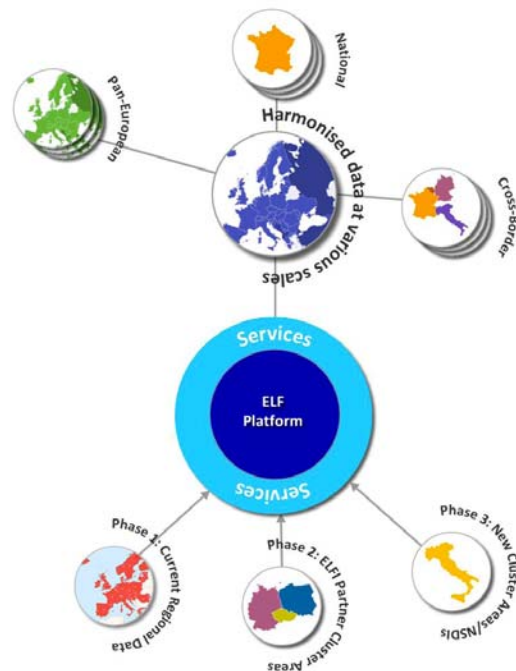 National
Pan-European
Harmonised data at various scales
Cross-Border
Services
ELF
Platform
Services
Phase 1: Current
Regional Data
Phase 2: ELFI Partner
Cluster Areas
Phase 3: New Cluster
Areas/NSDIs